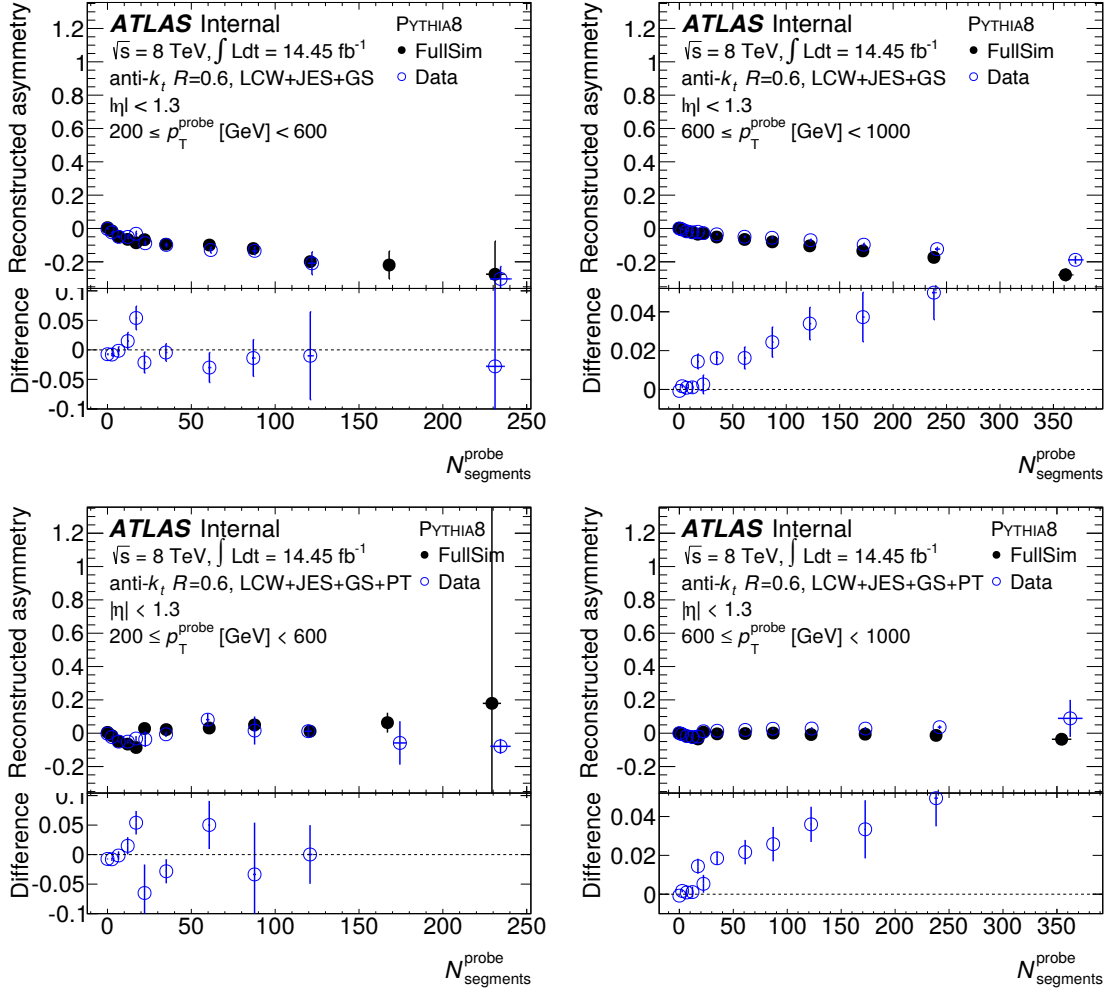 ATLAS Internal
PYTHIA8
√s = 8 TeV, ∫ Ldt = 14.45 fb⁻¹
FullSim
anti-kₜ R=0.6, LCW+JES+GS
Data
|η| < 1.3
200 ≤ p_T^probe [GeV] < 600
Reconstructed asymmetry
1.2
1
0.8
0.6
0.4
0.2
0
-0.2
Difference
0.1
0.05
0
-0.05
-0.1
0 50 100 150 200 250
N_segments^probe
ATLAS Internal
PYTHIA8
√s = 8 TeV, ∫ Ldt = 14.45 fb⁻¹
FullSim
anti-kₜ R=0.6, LCW+JES+GS
Data
|η| < 1.3
600 ≤ p_T^probe [GeV] < 1000
Reconstructed asymmetry
1.2
1
0.8
0.6
0.4
0.2
0
-0.2
Difference
0.04
0.02
0
0 50 100 150 200 250 300 350
N_segments^probe
ATLAS Internal
PYTHIA8
√s = 8 TeV, ∫ Ldt = 14.45 fb⁻¹
FullSim
anti-kₜ R=0.6, LCW+JES+GS+PT
Data
|η| < 1.3
200 ≤ p_T^probe [GeV] < 600
Reconstructed asymmetry
1.2
1
0.8
0.6
0.4
0.2
0
-0.2
Difference
0.1
0.05
0
-0.05
-0.1
0 50 100 150 200 250
N_segments^probe
ATLAS Internal
PYTHIA8
√s = 8 TeV, ∫ Ldt = 14.45 fb⁻¹
FullSim
anti-kₜ R=0.6, LCW+JES+GS+PT
Data
|η| < 1.3
600 ≤ p_T^probe [GeV] < 1000
Reconstructed asymmetry
1.2
1
0.8
0.6
0.4
0.2
0
-0.2
Difference
0.04
0.02
0
0 50 100 150 200 250 300 350
N_segments^probe